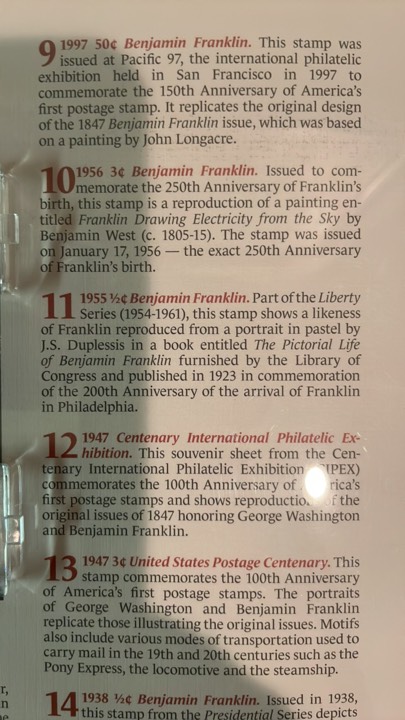 9 1997 50¢ Benjamin Franklin. This stamp was
issued at Pacific 97, the international philatelic
exhibition held in San Francisco in 1997 to
commemorate the 150th Anniversary of America's
first postage stamp. It replicates the original design
of the 1847 Benjamin Franklin issue, which was based
on a painting by John Longacre.
10 1956 3¢ Benjamin Franklin. Issued to com-
memorate the 250th Anniversary of Franklin's
birth, this stamp is a reproduction of a painting en-
titled Franklin Drawing Electricity from the Sky by
Benjamin West (c. 1805-15). The stamp was issued
on January 17, 1956 — the exact 250th Anniversary
of Franklin's birth.
11 1955 ½¢ Benjamin Franklin. Part of the Liberty
Series (1954-1961), this stamp shows a likeness
of Franklin reproduced from a portrait in pastel by
J.S. Duplessis in a book entitled The Pictorial Life
of Benjamin Franklin furnished by the Library of
Congress and published in 1923 in commemoration
of the 200th Anniversary of the arrival of Franklin
in Philadelphia.
12 1947 Centenary International Philatelic Ex-
hibition. This souvenir sheet from the Cen-
tenary International Philatelic Exhibition
commemorates the 100th Anniversary of
first postage stamps and shows of the
original issues of 1847 honoring George Washington
and Benjamin Franklin.
13 1947 3¢ United States Postage Centenary. This
stamp commemorates the 100th Anniversary
of America's first postage stamps. The portraits
of George Washington and Benjamin Franklin
replicate those illustrating the original issues. Motifs
also include various modes of transportation used to
carry mail in the 19th and 20th centuries such as the
Pony Express, the locomotive and the steamship.
14 1938 ½¢ Benjamin Franklin. Issued in 1938,
this stamp from the Presidential Series depicts